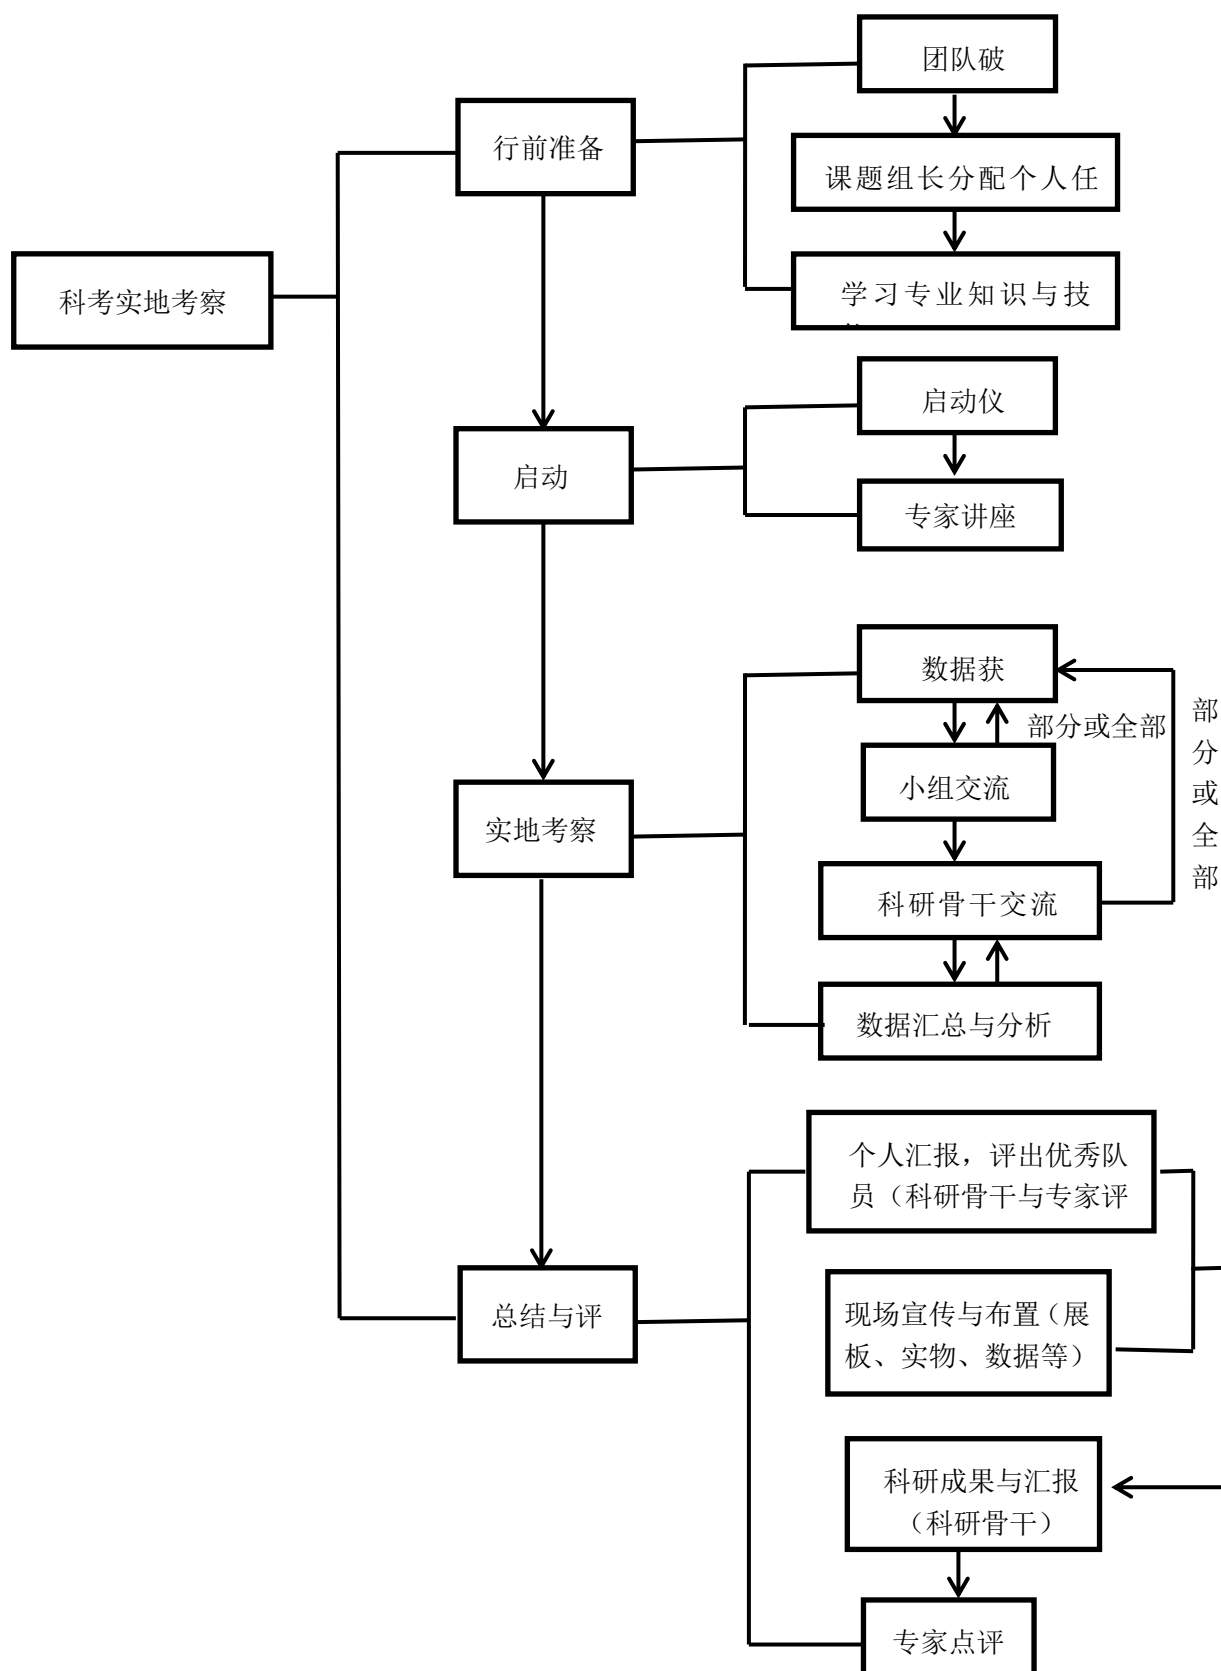 团队破
行前准备
课题组长分配个人任
科考实地考察
学习专业知识与技
启动仪
启动
专家讲座
数据获
部分或全部
部分或全部
小组交流
实地考察
科研骨干交流
数据汇总与分析
个人汇报，评出优秀队
员（科研骨干与专家评
总结与评
现场宣传与布置（展
板、实物、数据等）
科研成果与汇报
（科研骨干）
专家点评